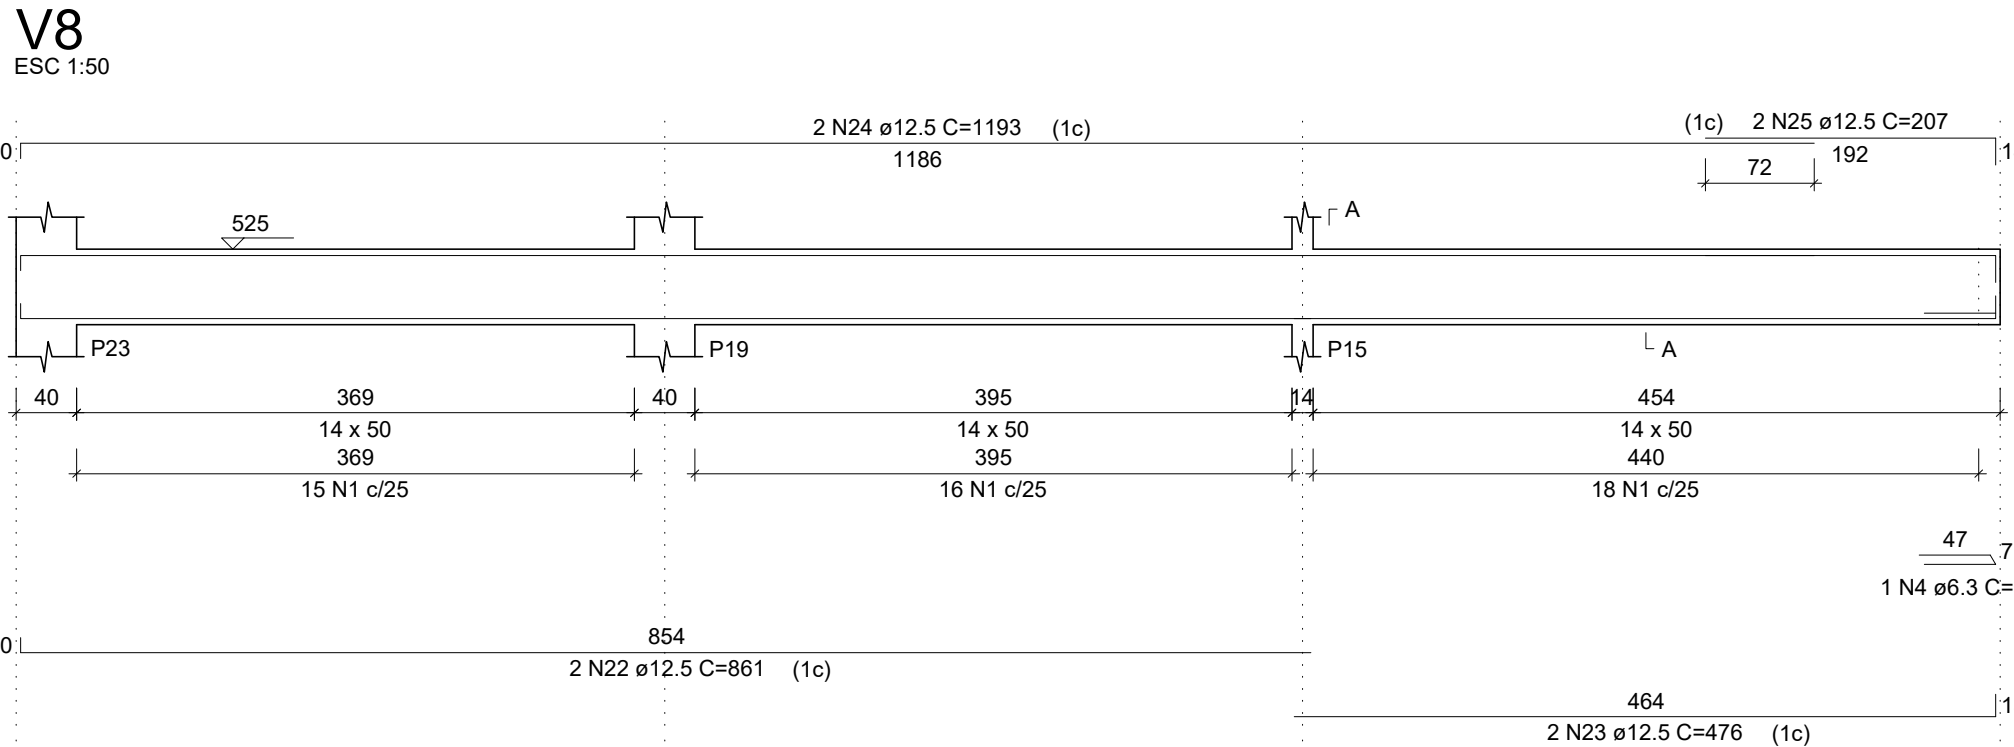 V8
ESC 1:50
2 N24 ø12.5 C=1193 (1c)
(1c) 2 N25 ø12.5 C=207
0
1186
192
1
72
525
A
P23
P19
P15
A
40
369
40
395
14
454
14 x 50
14 x 50
14 x 50
369
395
440
15 N1 c/25
16 N1 c/25
18 N1 c/25
47
7
1 N4 ø6.3 C=
854
0
2 N22 ø12.5 C=861 (1c)
464
1
2 N23 ø12.5 C=476 (1c)